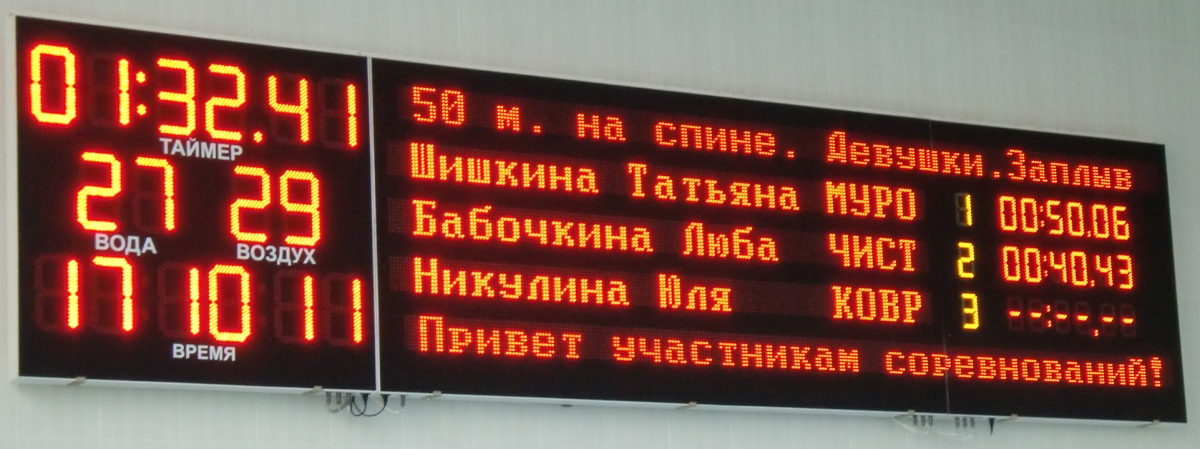 01:32.41
ТАЙМЕР
27 29
ВОДА ВОЗДУХ
17 10 11
ВРЕМЯ
50 м. на спине. Девушки.Заплыв
Шишкина Татьяна МУРО 1 00:50.06
Бабочкина Люба ЧИСТ 2 00:40.43
Никулина Юля КОВР 3 --:--.--
Привет участникам соревнований!